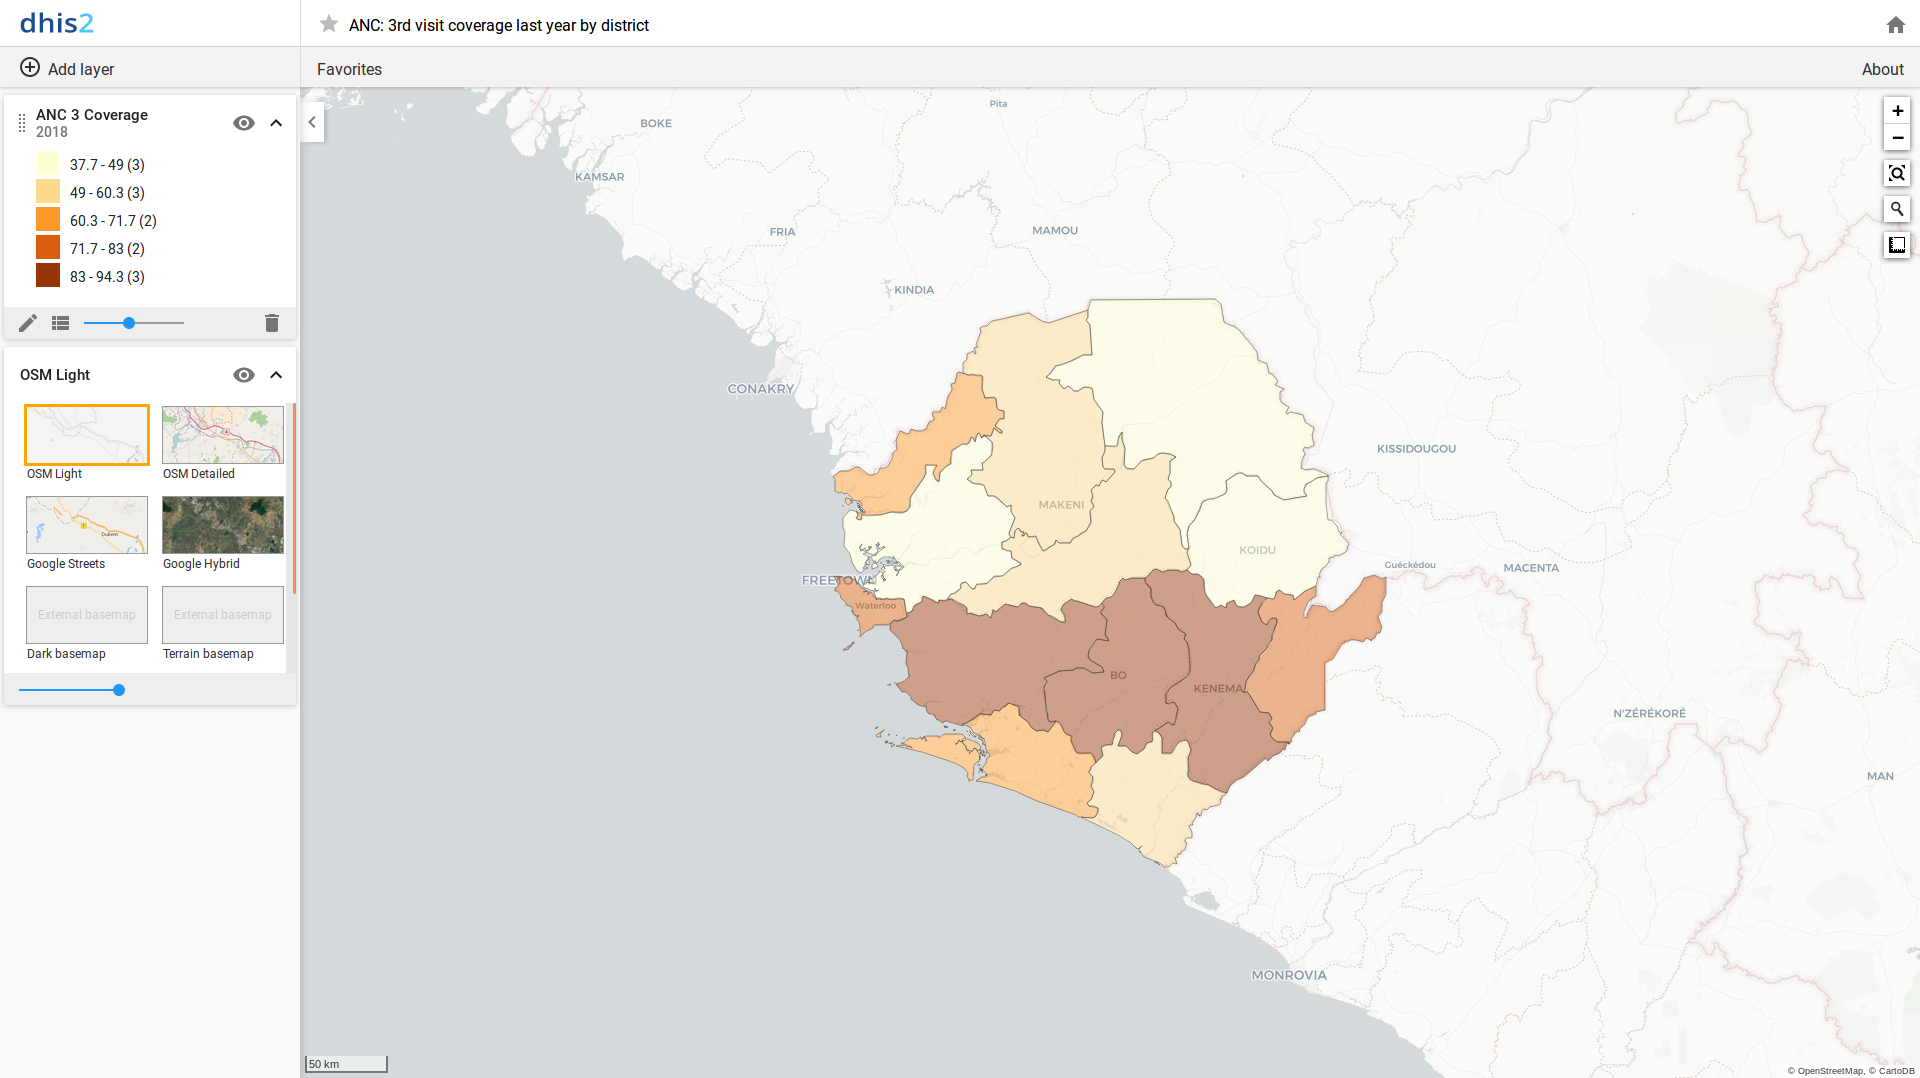 dhis2
ANC: 3rd visit coverage last year by district
Add layer
Favorites
About
ANC 3 Coverage
2018
37.7 - 49 (3)
49 - 60.3 (3)
60.3 - 71.7 (2)
71.7 - 83 (2)
83 - 94.3 (3)
OSM Light
OSM Light
OSM Detailed
Dukem
Google Streets
Google Hybrid
External basemap
External basemap
Dark basemap
Terrain basemap
Pita
BOKE
KAMSAR
FRIA
MAMOU
KINDIA
CONAKRY
KISSIDOUGOU
MAKENI
KOIDU
Guéckédou
MACENTA
FREETOWN
Waterloo
BO
KENEMA
N'ZÉRÉKORÉ
MAN
MONROVIA
+
−
50 km
© OpenStreetMap, © CartoDB